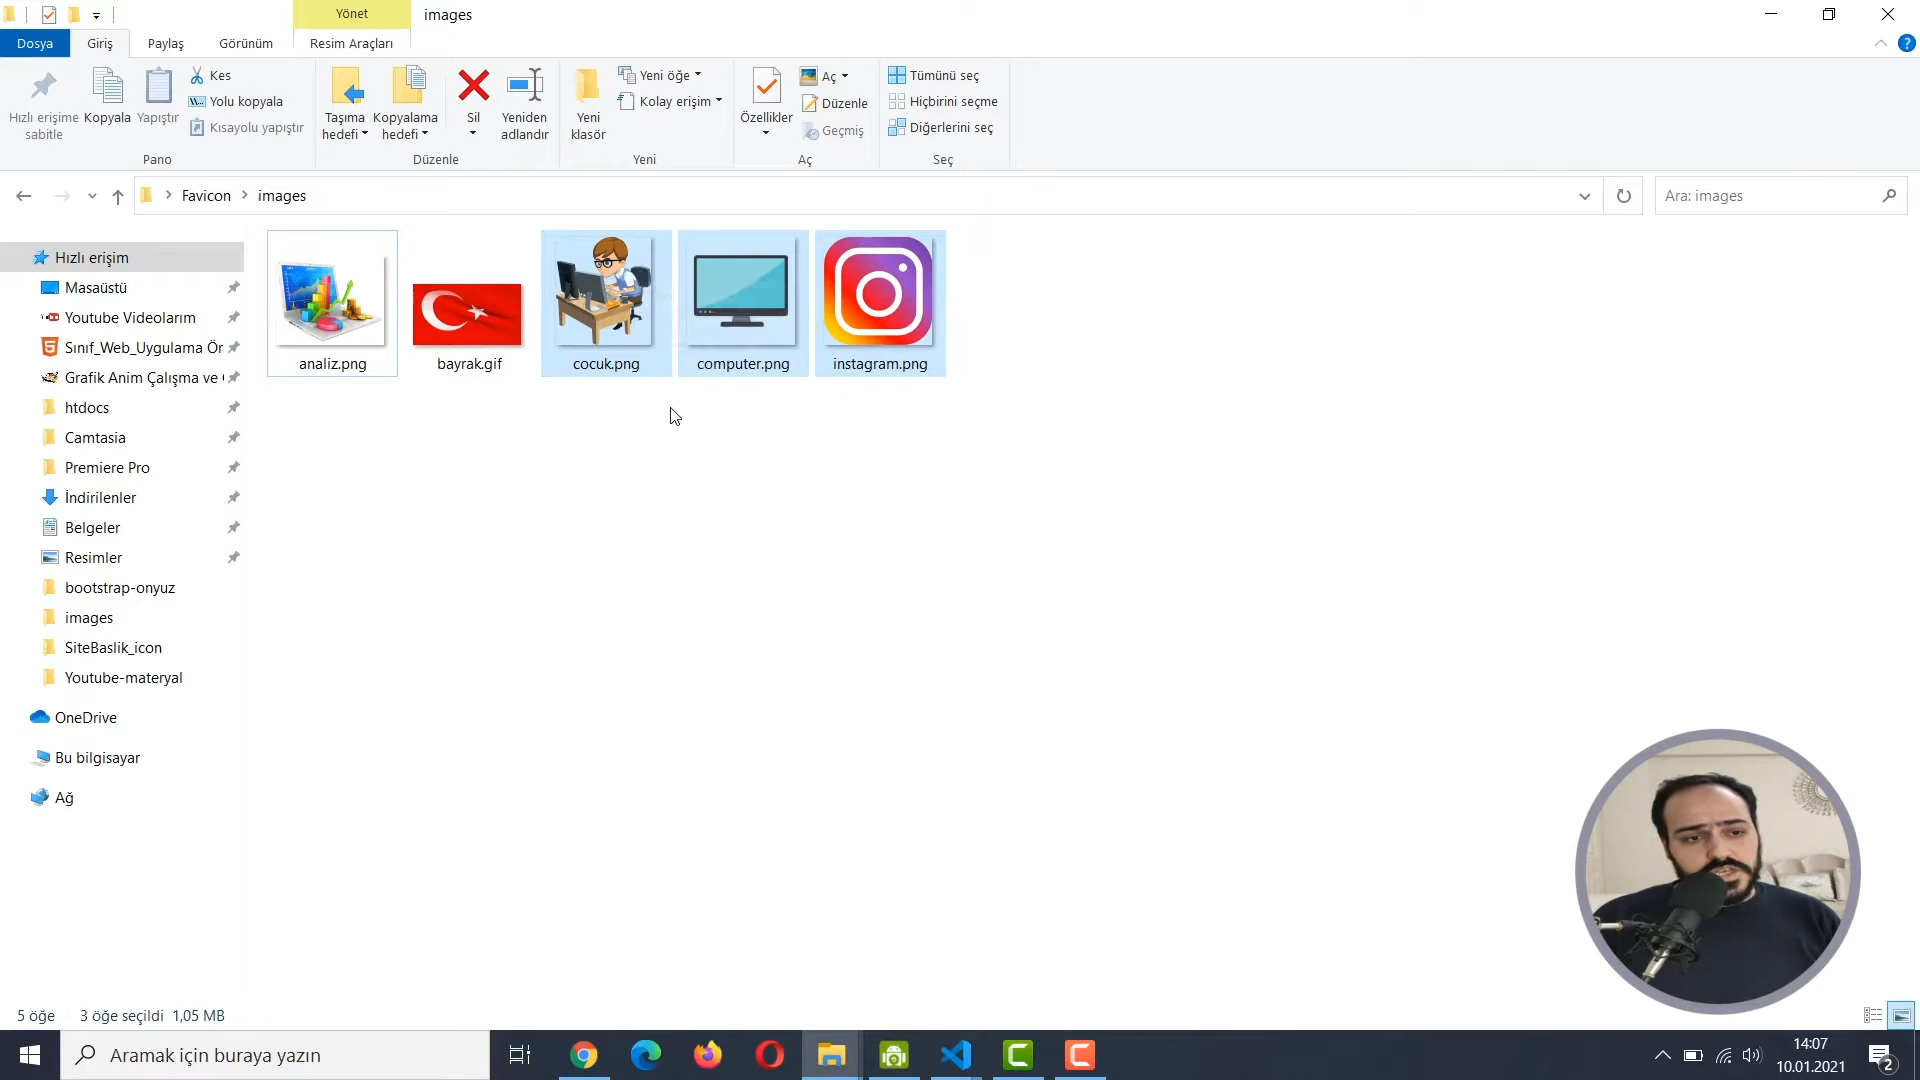 Yönet
images
Dosya
Giriş
Paylaş
Görünüm
Resim Araçları
Hızlı erişime
sabitle
Kopyala
Yapıştır
Kes
Yolu kopyala
Kısayolu yapıştır
Pano
Taşıma
hedefi
Kopyalama
hedefi
Sil
Yeniden
adlandır
Düzenle
Yeni
klasör
Yeni öğe
Kolay erişim
Yeni
Özellikler
Aç
Düzenle
Geçmiş
Aç
Tümünü seç
Hiçbirini seçme
Diğerlerini seç
Seç
Favicon
images
Ara: images
Hızlı erişim
Masaüstü
Youtube Videolarım
Sınıf_Web_Uygulama Ör
Grafik Anim Çalışma ve
htdocs
Camtasia
Premiere Pro
İndirilenler
Belgeler
Resimler
bootstrap-onyuz
images
SiteBaslik_icon
Youtube-materyal
OneDrive
Bu bilgisayar
Ağ
analiz.png
bayrak.gif
cocuk.png
computer.png
instagram.png
5 öğe
3 öğe seçildi 1,05 MB
Aramak için buraya yazın
14:07
10.01.2021
2